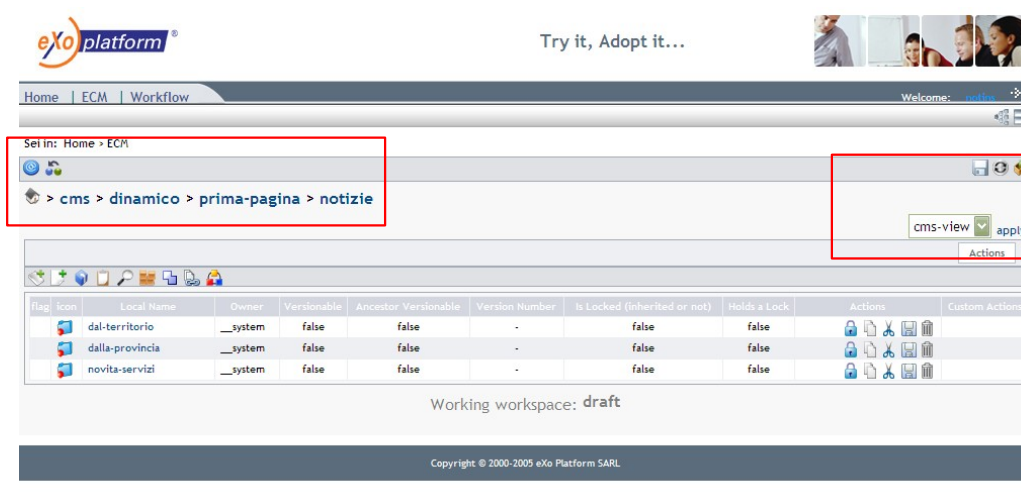 eXo platform ®
Try it, Adopt it...
Home | ECM | Workflow
Welcome: notice
Sei in: Home > ECM
> cms > dinamico > prima-pagina > notizie
cms-view
apply
Actions
flag icon Local Name Owner Versionable Ancestor Versionable Version Number Is Locked (inherited or not) Holds a Lock Actions Custom Actions
dal-territorio __system false false - false false
dalla-provincia __system false false - false false
novita-servizi __system false false - false false
Working workspace: draft
Copyright © 2000-2005 eXo Platform SARL